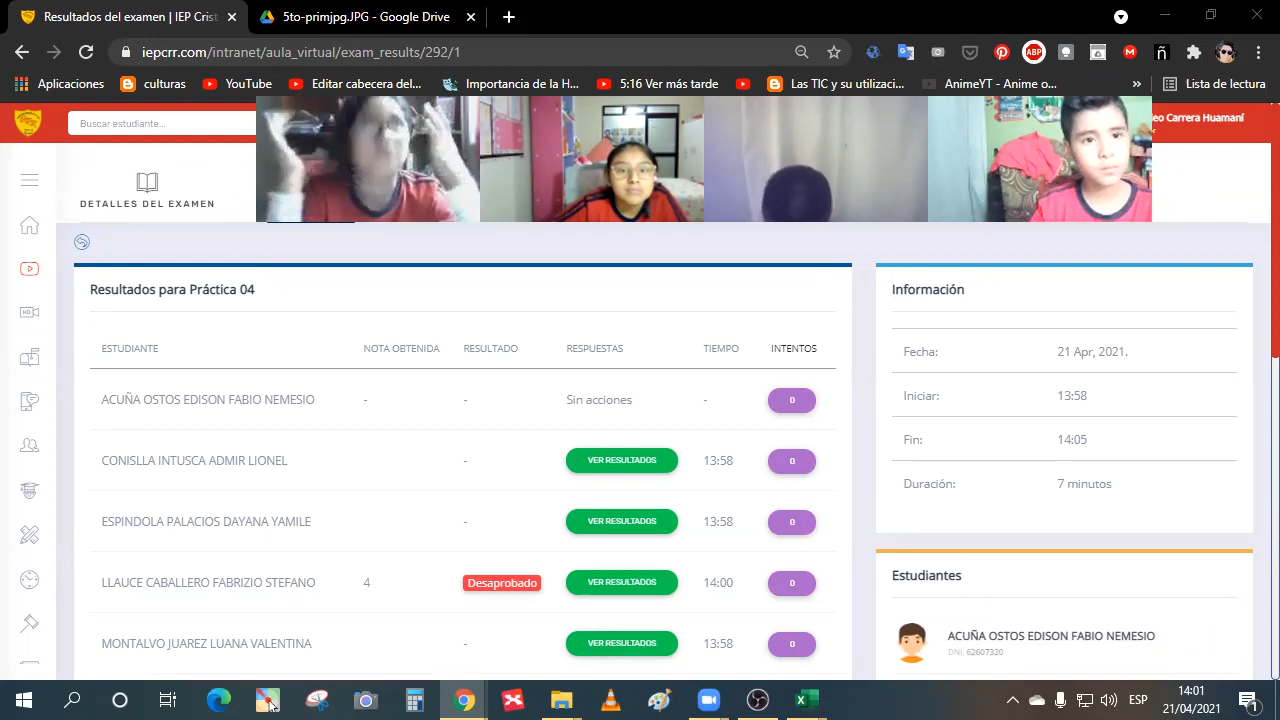 Resultados del examen | IEP Crist
5to-primjpg.JPG - Google Drive
iepcrr.com/intranet/aula_virtual/exam_results/292/1
Aplicaciones
culturas
YouTube
Editar cabecera del...
Importancia de la H...
5:16 Ver más tarde
Las TIC y su utilizaci...
AnimeYT - Anime o...
»
Lista de lectura
Buscar estudiante...
eo Carrera Huamaní
DETALLES DEL EXAMEN
Resultados para Práctica 04
ESTUDIANTE NOTA OBTENIDA RESULTADO RESPUESTAS TIEMPO INTENTOS
ACUÑA OSTOS EDISON FABIO NEMESIO - - Sin acciones - 0
CONISLLA INTUSCA ADMIR LIONEL - VER RESULTADOS 13:58 0
ESPINDOLA PALACIOS DAYANA YAMILE - VER RESULTADOS 13:58 0
LLAUCE CABALLERO FABRIZIO STEFANO 4 Desaprobado VER RESULTADOS 14:00 0
MONTALVO JUAREZ LUANA VALENTINA - VER RESULTADOS 13:58 0
Información
Fecha: 21 Apr, 2021.
Iniciar: 13:58
Fin: 14:05
Duración: 7 minutos
Estudiantes
ACUÑA OSTOS EDISON FABIO NEMESIO
DNI: 62607320
ESP
14:01
21/04/2021